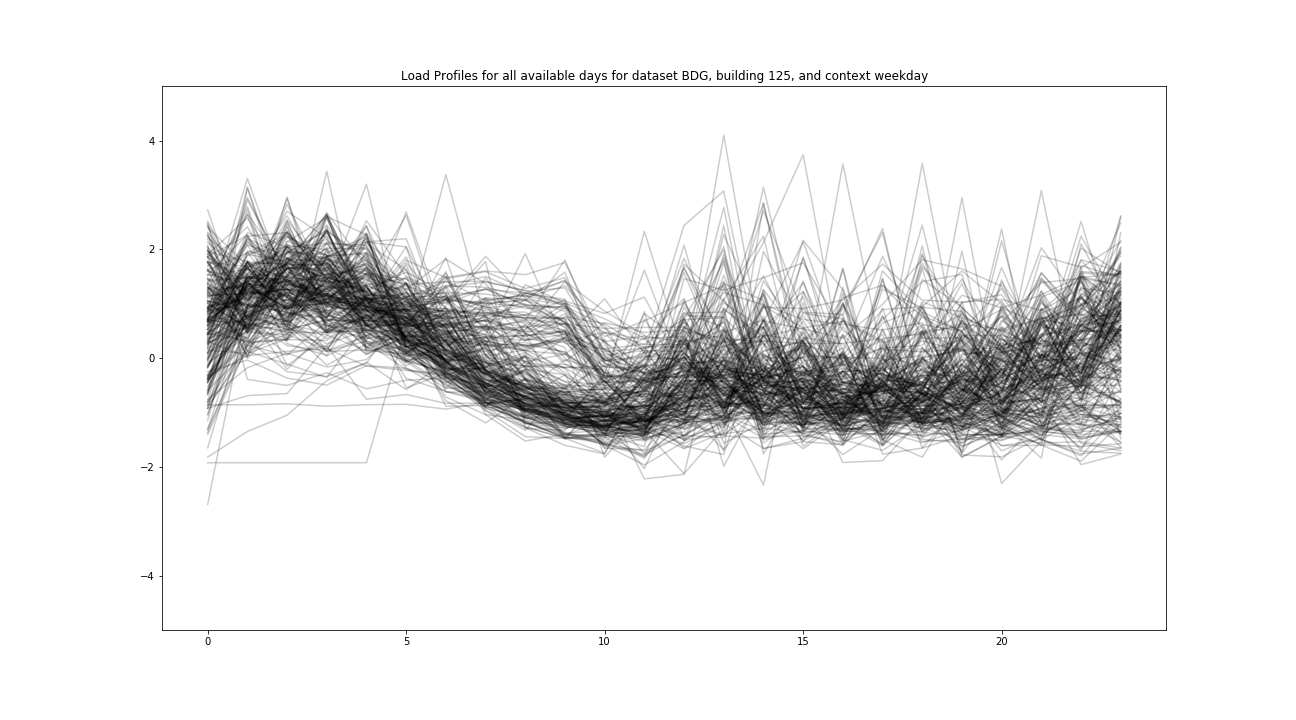 Load Profiles for all available days for dataset BDG, building 125, and context weekday
4
2
0
−2
−4
0 5 10 15 20